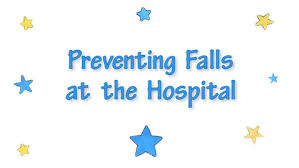 Preventing Falls
at the Hospital